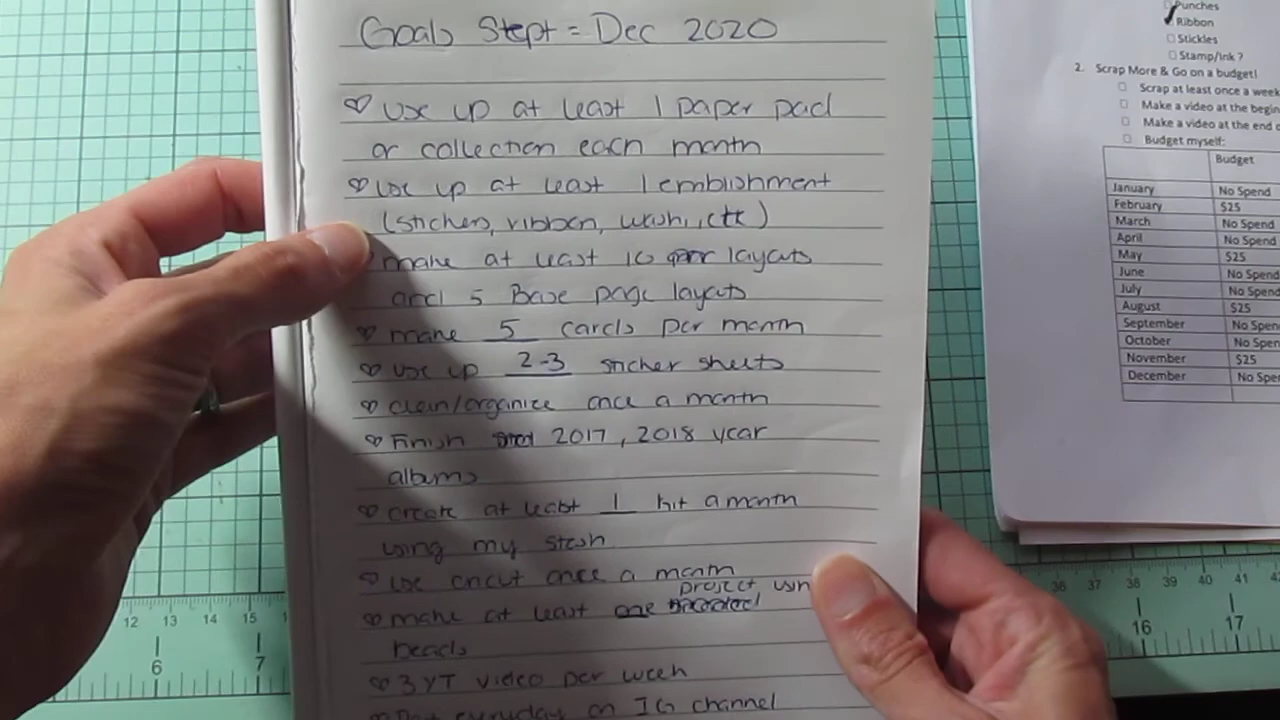 Goals Stept = Dec 2020
♡ use up at least 1 paper pad
or collection each month
♡ use up at least 1 emblishment
(stickers, ribbon, washi, etc)
make at least 10 layouts
and 5 Base page layouts
♡ make 5 cards per month
♡ use up 2-3 sticker sheets
♡ clean/organize once a month
♡ Finish 2017, 2018 year
albums
♡ create at least 1 kit a month
using my stash
♡ use cricut once a month
project usin
♡ make at least one
beads
♡ 3 YT video per week
everyday on IG channel
Punches
Ribbon
Stickles
Stamp/Ink ?
2. Scrap More & Go on a budget!
Scrap at least once a week
Make a video at the begin
Make a video at the end
Budget myself:
Budget
January No Spend
February $25
March No Spend
April No Spend
May $25
June No Spend
July No Spend
August $25
September No Spen
October No Spen
November $25
December No Spe
12 13 14 15
6 7
36 37 38 39 40 41 42
16 17